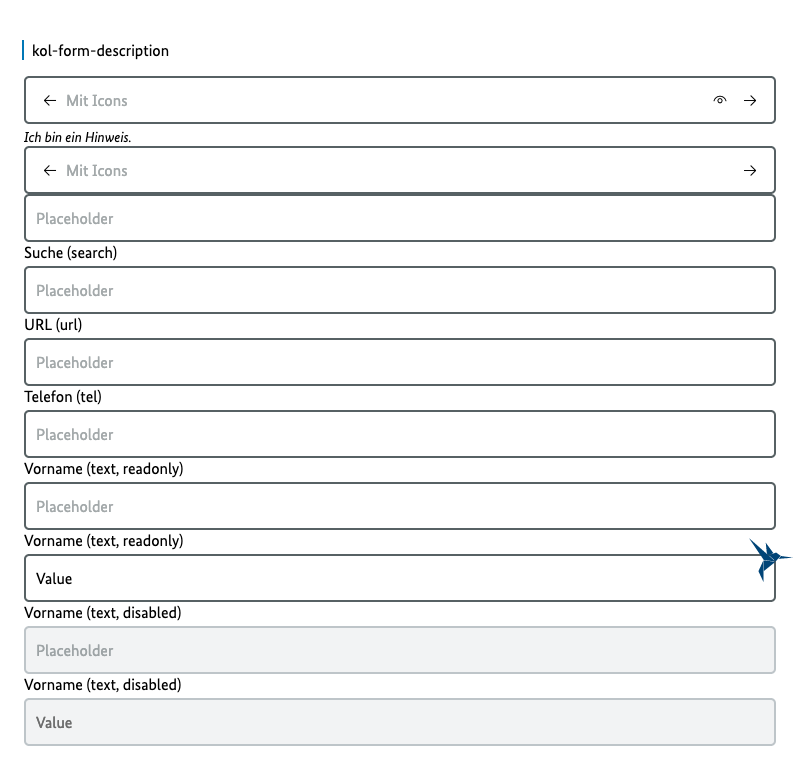 kol-form-description
Mit Icons
Ich bin ein Hinweis.
Mit Icons
Placeholder
Suche (search)
Placeholder
URL (url)
Placeholder
Telefon (tel)
Placeholder
Vorname (text, readonly)
Placeholder
Vorname (text, readonly)
Value
Vorname (text, disabled)
Placeholder
Vorname (text, disabled)
Value